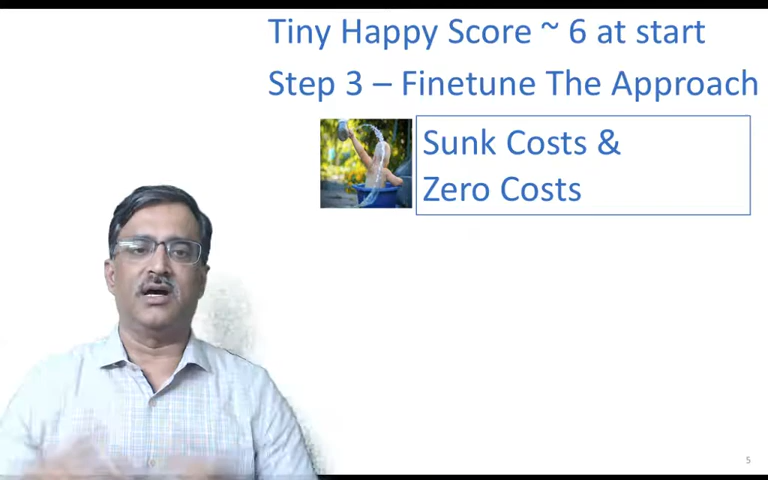 Tiny Happy Score ~ 6 at start
Step 3 – Finetune The Approach
Sunk Costs &
Zero Costs
5